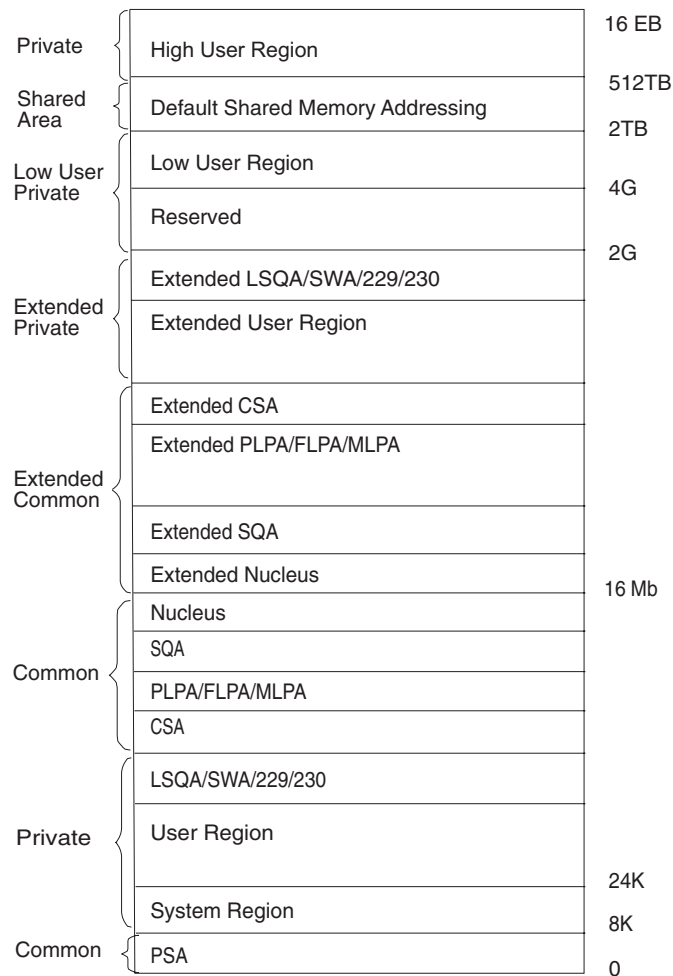 16 EB
Private High User Region
512TB
Shared
Area
Default Shared Memory Addressing
2TB
Low User
Private
Low User Region
4G
Reserved
2G
Extended LSQA/SWA/229/230
Extended
Private
Extended User Region
Extended CSA
Extended PLPA/FLPA/MLPA
Extended
Common
Extended SQA
Extended Nucleus
16 Mb
Nucleus
SQA
Common
PLPA/FLPA/MLPA
CSA
LSQA/SWA/229/230
Private User Region
24K
System Region
8K
Common PSA
0